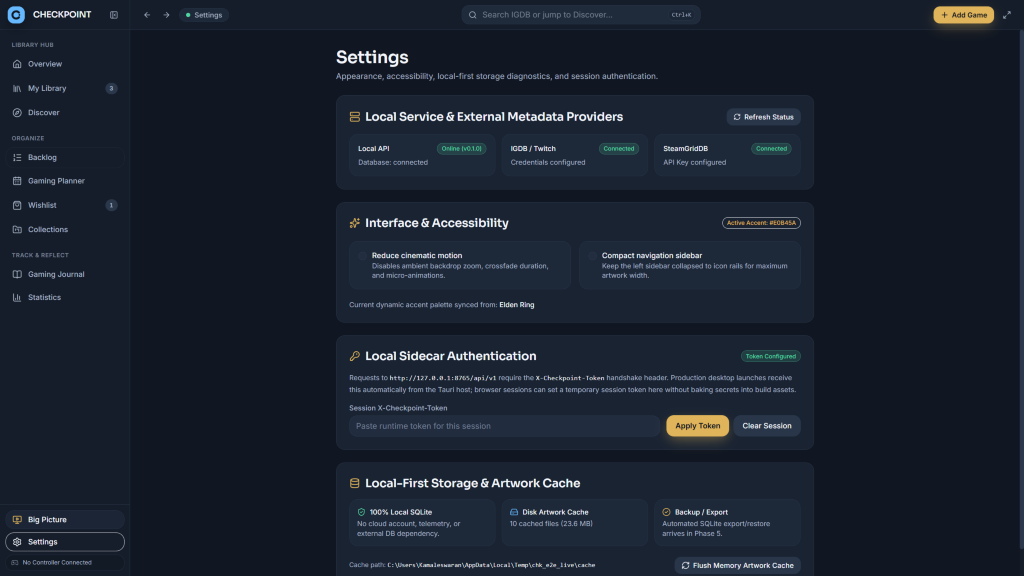 CHECKPOINT
Settings
Search IGDB or jump to Discover...
Ctrl+K
+ Add Game
LIBRARY HUB
Overview
My Library
3
Discover
ORGANIZE
Backlog
Gaming Planner
Wishlist
1
Collections
TRACK & REFLECT
Gaming Journal
Statistics
Big Picture
Settings
No Controller Connected
Settings
Appearance, accessibility, local-first storage diagnostics, and session authentication.
Local Service & External Metadata Providers
Refresh Status
Local API
Online (v0.1.0)
Database: connected
IGDB / Twitch
Connected
Credentials configured
SteamGridDB
Connected
API Key configured
Interface & Accessibility
Active Accent: #E0B45A
Reduce cinematic motion
Disables ambient backdrop zoom, crossfade duration,
and micro-animations.
Compact navigation sidebar
Keep the left sidebar collapsed to icon rails for maximum
artwork width.
Current dynamic accent palette synced from: Elden Ring
Local Sidecar Authentication
Token Configured
Requests to http://127.0.0.1:8765/api/v1 require the X-Checkpoint-Token handshake header. Production desktop launches receive
this automatically from the Tauri host; browser sessions can set a temporary session token here without baking secrets into build assets.
Session X-Checkpoint-Token
Paste runtime token for this session
Apply Token
Clear Session
Local-First Storage & Artwork Cache
100% Local SQLite
No cloud account, telemetry, or
external DB dependency.
Disk Artwork Cache
10 cached files (23.6 MB)
Backup / Export
Automated SQLite export/restore
arrives in Phase 5.
Cache path: C:\Users\Kamaleswaran\AppData\Local\Temp\chk_e2e_live\cache
Flush Memory Artwork Cache